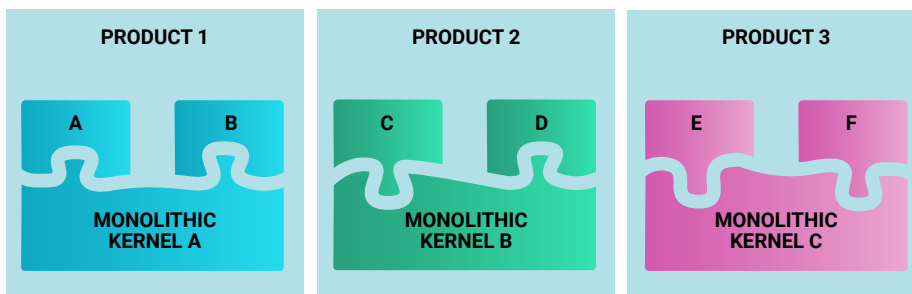 PRODUCT 1
A
B
MONOLITHIC
KERNEL A
PRODUCT 2
C
D
MONOLITHIC
KERNEL B
PRODUCT 3
E
F
MONOLITHIC
KERNEL C